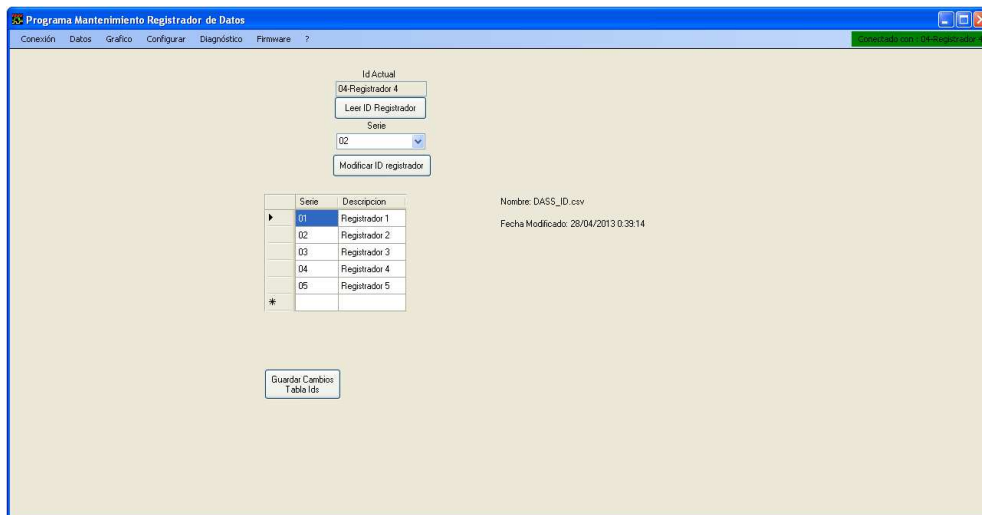 Programa Mantenimiento Registrador de Datos
Conexión Datos Grafico Configurar Diagnóstico Firmware ?
Conectado con : 04-Registrador
Id Actual
04-Registrador 4
Leer ID Registrador
Serie
02
Modificar ID registrador
Serie Descripcion
01 Registrador 1
02 Registrador 2
03 Registrador 3
04 Registrador 4
05 Registrador 5
Nombre: DASS_ID.csv
Fecha Modificado: 28/04/2013 0:39:14
Guardar Cambios
Tabla Ids